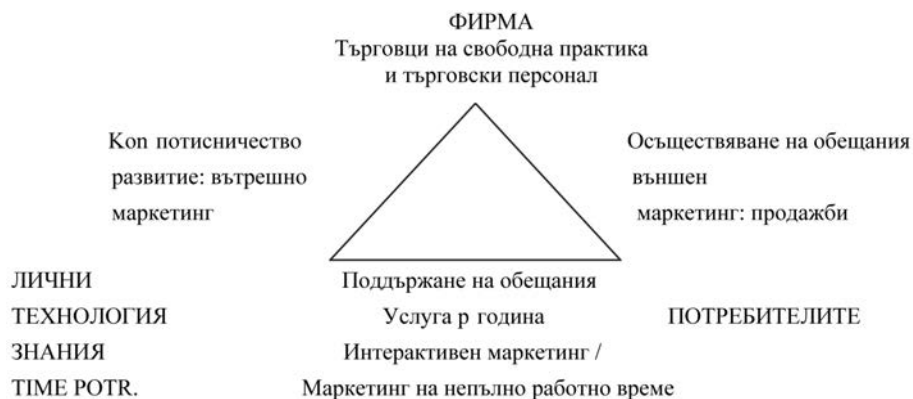 ФИРМА
Търговци на свободна практика
и търговски персонал
Kon потисничество
развитие: вътрешно
маркетинг
Осъществяване на обещания
външен
маркетинг: продажби
ЛИЧНИ
Поддържане на обещания
ТЕХНОЛОГИЯ
Услуга р година
ПОТРЕБИТЕЛИТЕ
ЗНАНИЯ
Интерактивен маркетинг /
TIME POTR.
Маркетинг на непълно работно време